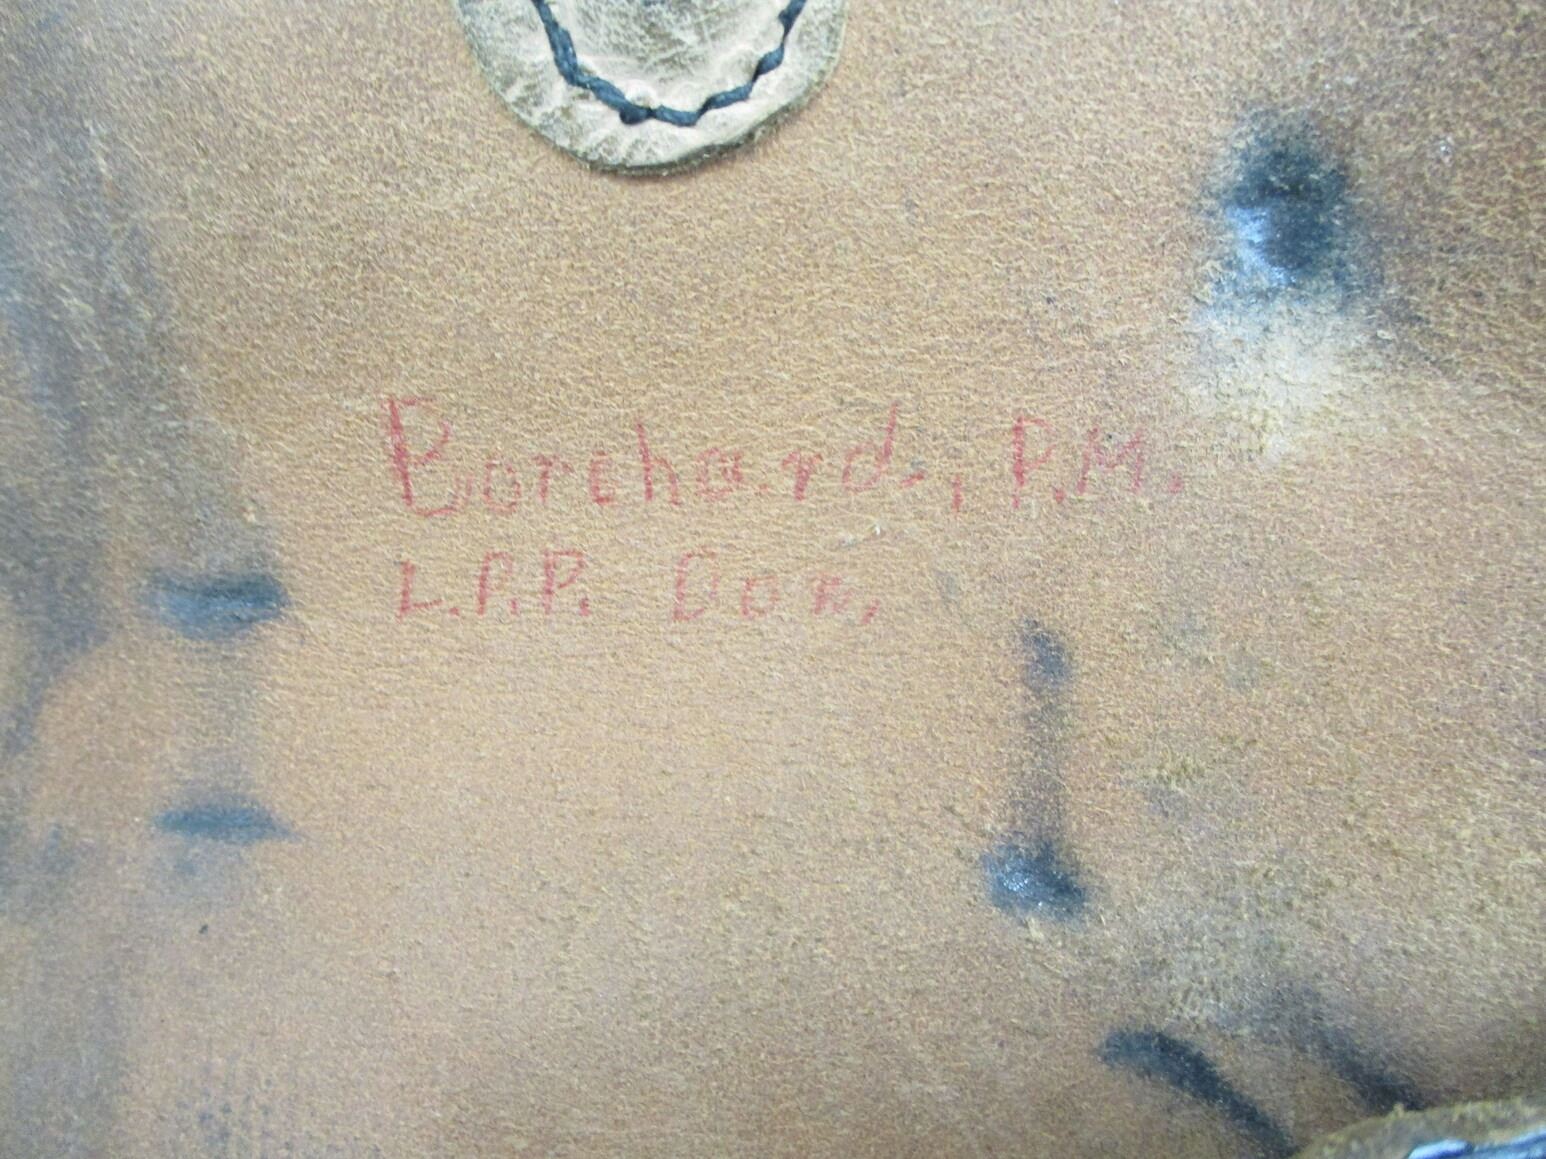 Borchard., P.M.
L.P.P. Don,